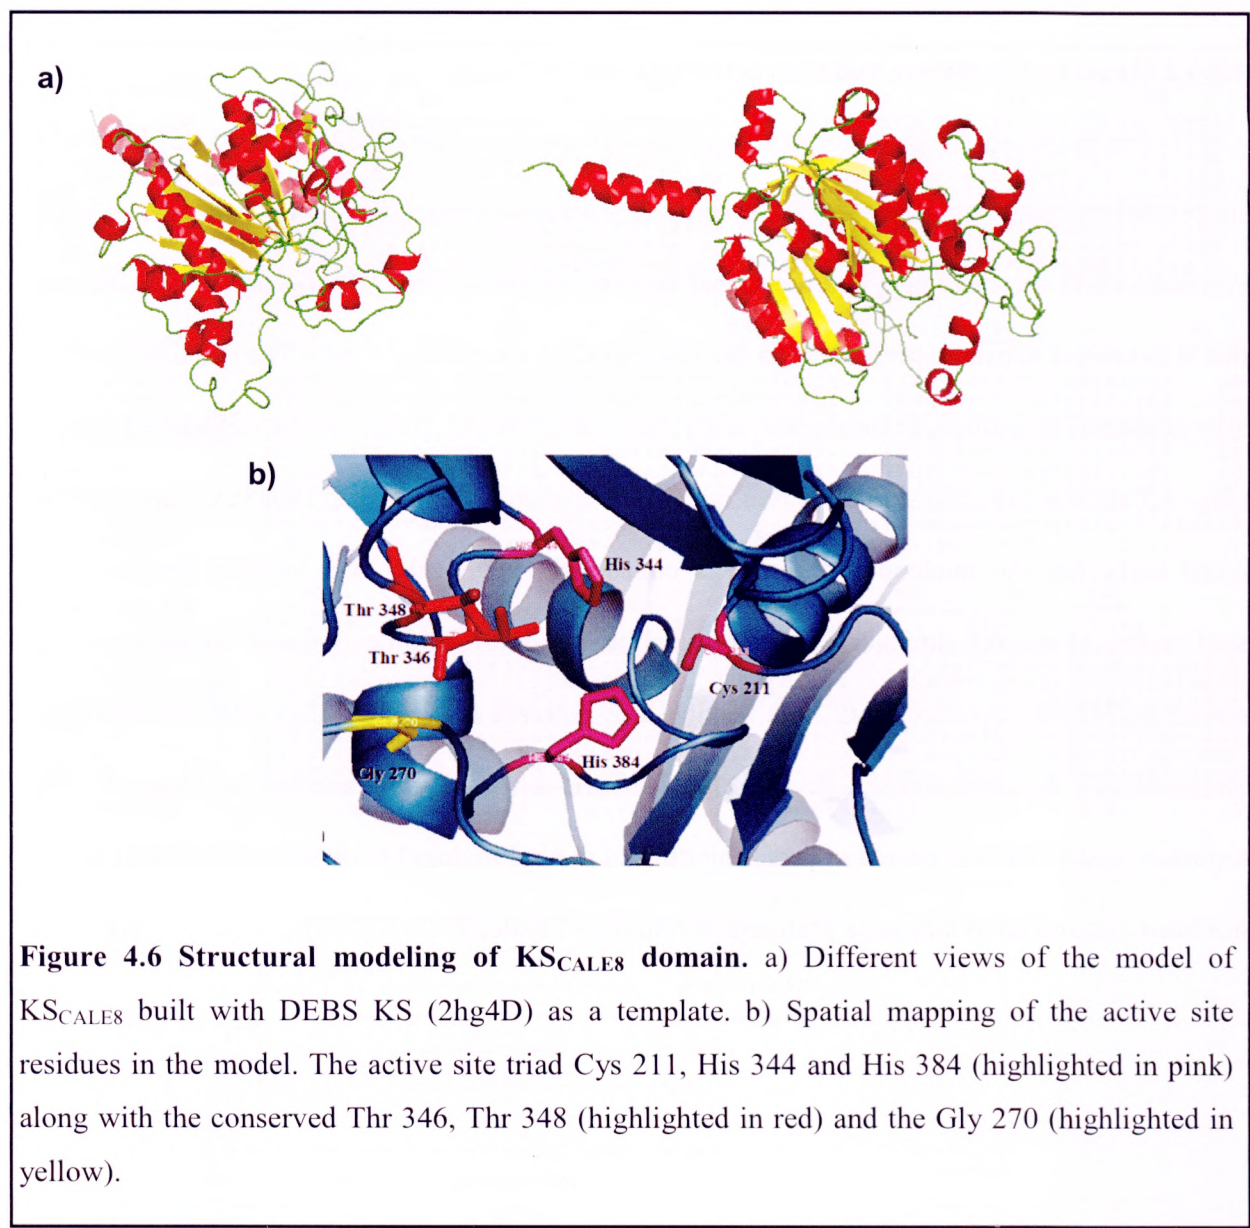 a)
b)
His 344
Thr 348
Thr 346
Cys 211
His 384
Gly 270
Figure 4.6 Structural modeling of KS_CALE8 domain. a) Different views of the model of
KS_CALE8 built with DEBS KS (2hg4D) as a template. b) Spatial mapping of the active site
residues in the model. The active site triad Cys 211, His 344 and His 384 (highlighted in pink)
along with the conserved Thr 346, Thr 348 (highlighted in red) and the Gly 270 (highlighted in
yellow).